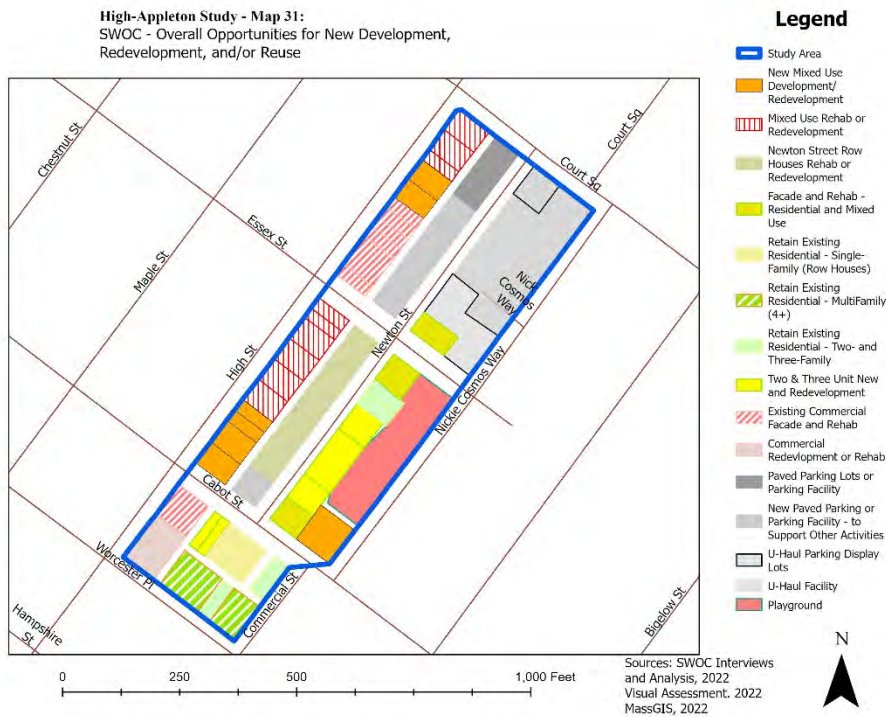 High-Appleton Study - Map 31:
SWOC - Overall Opportunities for New Development,
Redevelopment, and/or Reuse
Legend
Study Area
New Mixed Use
Development/
Redevelopment
Mixed Use Rehab or
Redevelopment
Newton Street Row
Houses Rehab or
Redevelopment
Facade and Rehab -
Residential and Mixed
Use
Retain Existing
Residential - Single-
Family (Row Houses)
Retain Existing
Residential - MultiFamily
(4+)
Retain Existing
Residential - Two- and
Three-Family
Two & Three Unit New
and Redevelopment
Existing Commercial
Facade and Rehab
Commercial
Redevlopment or Rehab
Paved Parking Lots or
Parking Facility
New Paved Parking or
Parking Facility - to
Support Other Activities
U-Haul Parking Display
Lots
U-Haul Facility
Playground
Chestnut St
Court Sq
Court Sq
Essex St
Maple St
Nick
Cosmos
Way
Newton St
High St
Nickie Cosmos Way
Cabot St
Worcester Pl
Commercial St
Hampshire
St
Bigelow St
N
0
250
500
1,000 Feet
Sources: SWOC Interviews
and Analysis, 2022
Visual Assessment. 2022
MassGIS, 2022